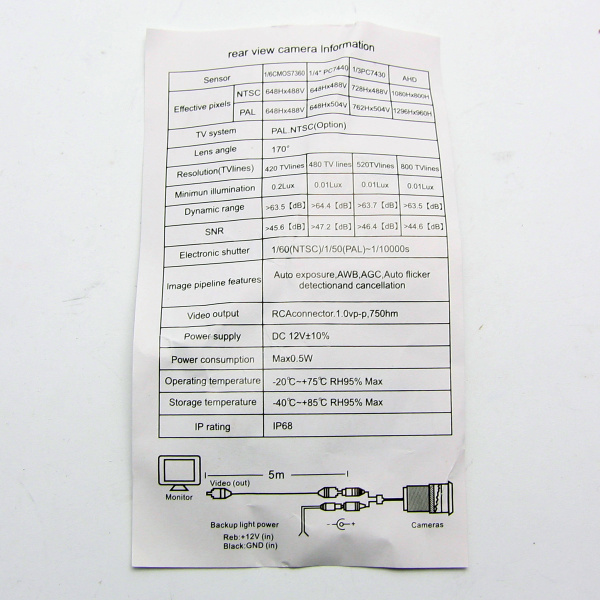 rear view camera Information
Sensor 1/6CMOS7360 1/4" PC7440 1/3PC7430 AHD
Effective pixels NTSC 648Hx488V 648Hx488V 728Hx488V 1080Hx800H
PAL 648Hx488V 648Hx504V 762Hx504V 1296Hx960H
TV system PAL.NTSC(Option)
Lens angle 170°
Resolution(TVlines) 420 TVlines 480 TV lines 520TVlines 800 TVlines
Minimun illumination 0.2Lux 0.01Lux 0.01Lux 0.01Lux
Dynamic range >63.5【dB】 >64.4【dB】 >63.7【dB】 >63.5【dB】
SNR >45.6【dB】 >47.2【dB】 >46.4【dB】 >44.6【dB】
Electronic shutter 1/60(NTSC)/1/50(PAL)~1/10000s
Image pipeline features Auto exposure,AWB,AGC,Auto flicker
detectionand cancellation
Video output RCAconnector.1.0vp-p,750hm
Power supply DC 12V±10%
Power consumption Max0.5W
Operating temperature -20℃~+75℃ RH95% Max
Storage temperature -40℃~+85℃ RH95% Max
IP rating IP68
5m
Video (out)
Monitor
- +
Backup light power
Cameras
Reb:+12V (in)
Black:GND (in)